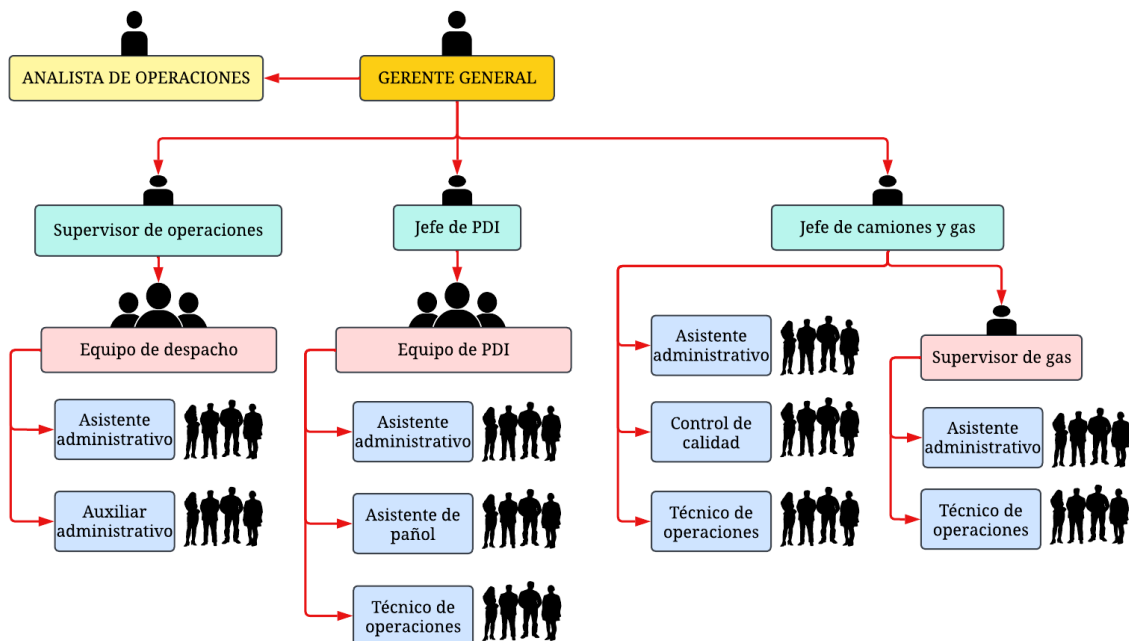 ANALISTA DE OPERACIONES
GERENTE GENERAL
Supervisor de operaciones
Jefe de PDI
Jefe de camiones y gas
Equipo de despacho
Asistente
administrativo
Auxiliar
administrativo
Equipo de PDI
Asistente
administrativo
Asistente de
pañol
Técnico de
operaciones
Asistente
administrativo
Control de
calidad
Técnico de
operaciones
Supervisor de gas
Asistente
administrativo
Técnico de
operaciones